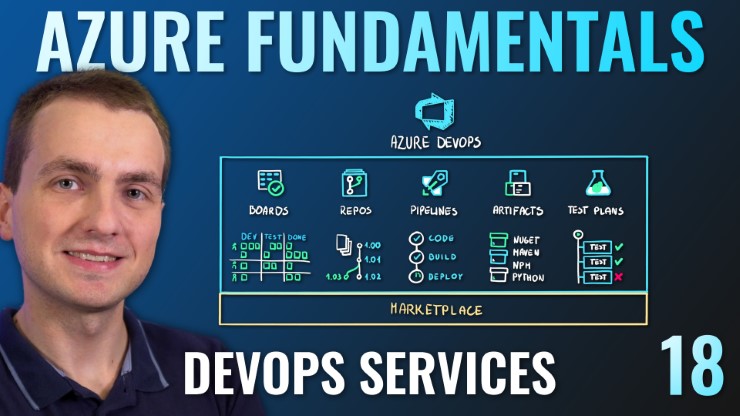 AZURE FUNDAMENTALS
AZURE DEVOPS
BOARDS REPOS PIPELINES ARTIFACTS TEST PLANS
DEV TEST DONE
1.00
1.01
1.03 1.02
CODE
BUILD
DEPLOY
NUGET
MAVEN
NPM
PYTHON
TEST
TEST
TEST
MARKETPLACE
DEVOPS SERVICES
18